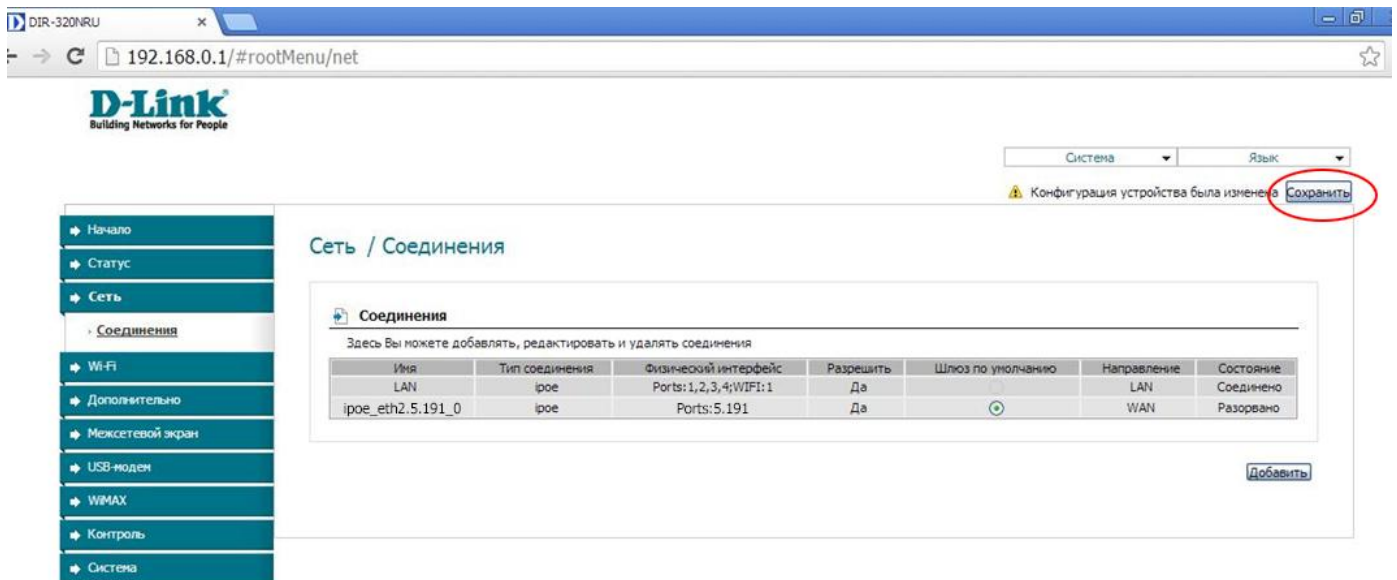 DIR-320NRU
192.168.0.1/#rootMenu/net
D-Link
Building Networks for People
Система Язык
Конфигурация устройства была изменена Сохранить
Начало
Статус
Сеть
Соединения
Wi-Fi
Дополнительно
Межсетевой экран
USB-модем
WiMAX
Контроль
Система
Сеть / Соединения
Соединения
Здесь Вы можете добавлять, редактировать и удалять соединения
Имя Тип соединения Физический интерфейс Разрешить Шлюз по умолчанию Направление Состояние
LAN ipoe Ports:1,2,3,4;WIFI:1 Да LAN Соединено
ipoe_eth2.5.191_0 ipoe Ports:5.191 Да WAN Разорвано
Добавить